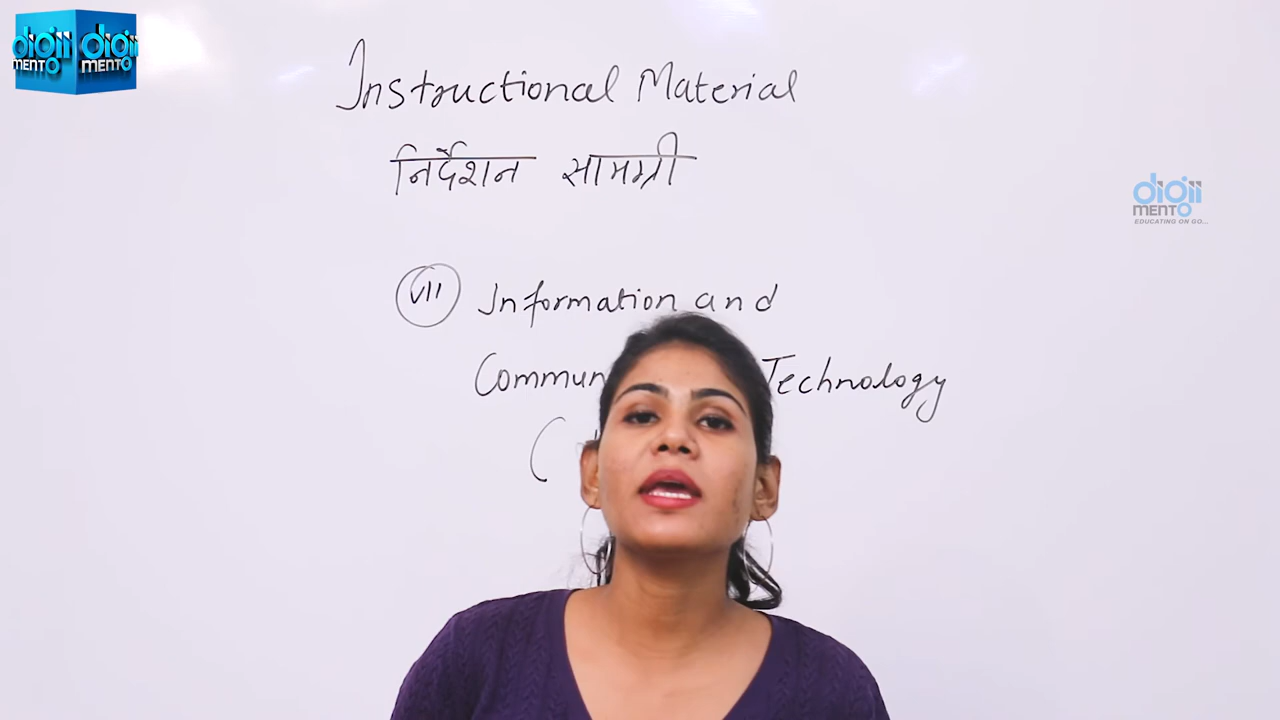 digii digii
MENTO MENTO
Instructional Material
निर्देशन सामग्री
digii
MENTO
EDUCATING ON GO...
VII Information and
Technology
(